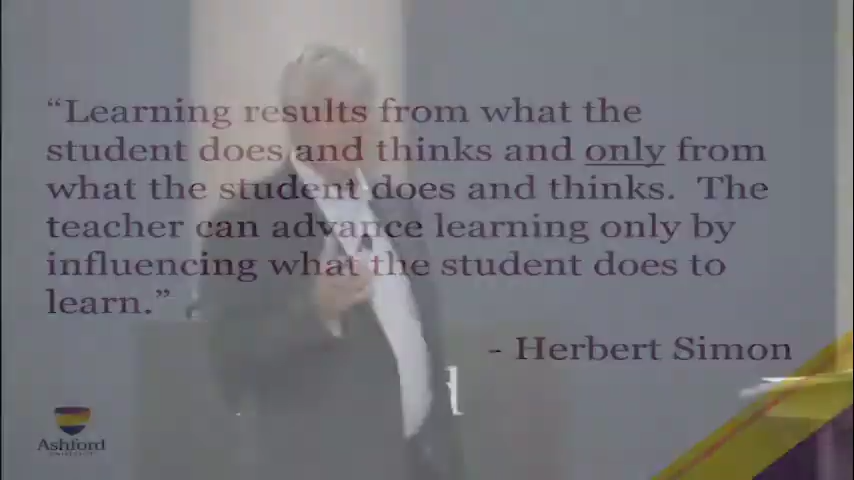 “Learning results from what the
student does and thinks and only from
what the student does and thinks.  The
teacher can advance learning only by
influencing what the student does to
learn.”
- Herbert Simon
Ashford
UNIVERSITY